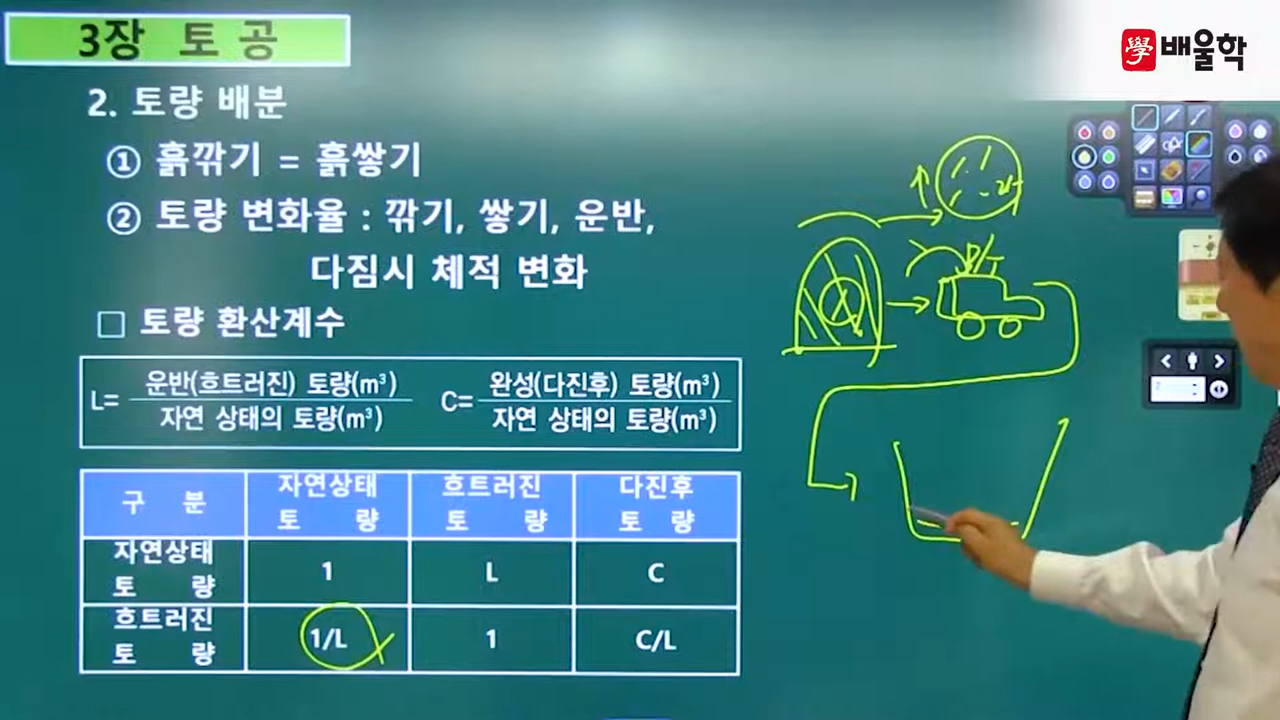 3장 토공
學 배울학
2. 토량 배분
① 흙깎기 = 흙쌓기
② 토량 변화율 : 깎기, 쌓기, 운반,
다짐시 체적 변화
□ 토량 환산계수
L= 운반(흐트러진) 토량(m³) / 자연 상태의 토량(m³)
C= 완성(다진후) 토량(m³) / 자연 상태의 토량(m³)
구 분 자연상태 토 량 흐트러진 토 량 다진후 토 량
자연상태 토 량 1 L C
흐트러진 토 량 1/L 1 C/L
D/T